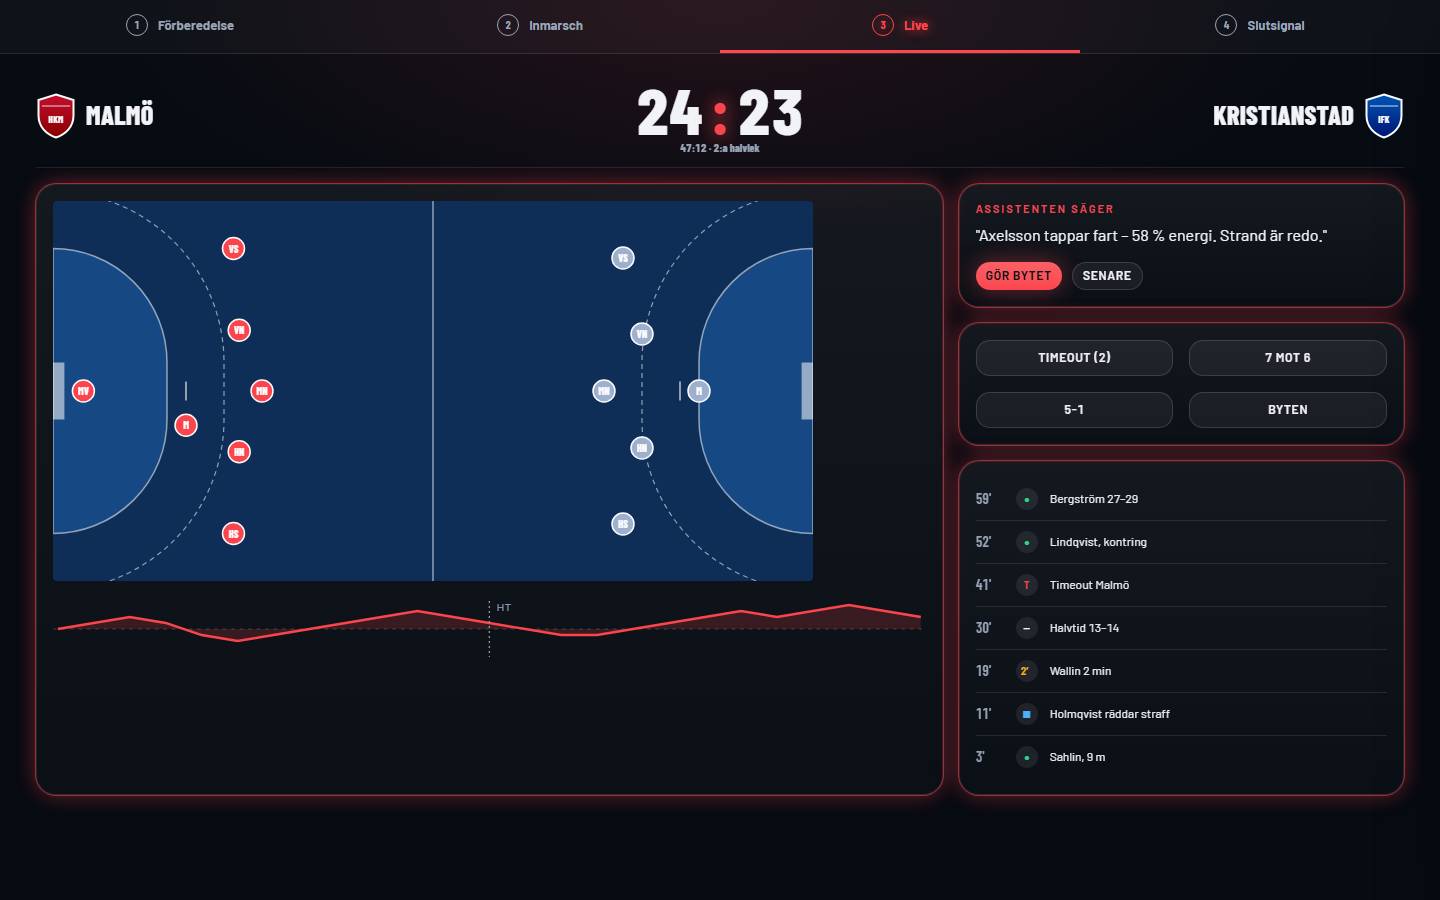 1 Förberedelse
2 Inmarsch
3 Live
4 Slutsignal
HKM MALMÖ
24:23
47:12 · 2:a halvlek
KRISTIANSTAD IFK
VS
VN
MV
MN
M
HN
HS
VS
VN
MN
M
HN
HS
HT
ASSISTENTEN SÄGER
"Axelsson tappar fart – 58 % energi. Strand är redo."
GÖR BYTET
SENARE
TIMEOUT (2)
7 MOT 6
5-1
BYTEN
59' Bergström 27–29
52' Lindqvist, kontring
41' T Timeout Malmö
30' – Halvtid 13–14
19' 2' Wallin 2 min
11' Holmqvist räddar straff
3' Sahlin, 9 m